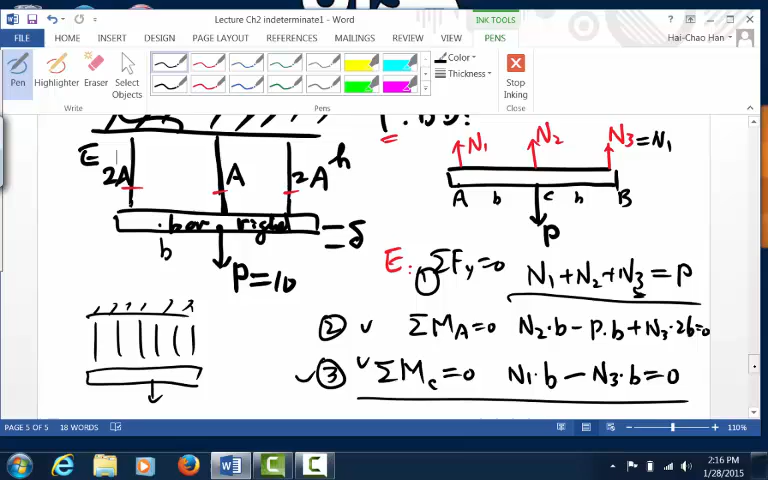 Lecture Ch2 indeterminate1 - Word
INK TOOLS
FILE HOME INSERT DESIGN PAGE LAYOUT REFERENCES MAILINGS REVIEW VIEW PENS
Hai-Chao Han
Pen Highlighter Eraser Select Objects
Color
Thickness
Stop Inking
Write Pens Close
N1 N2 N3=N1
E
2A A 2A h
A b c B
bar = δ
b
P
P=10
E: ① ΣFy=0 N1+N2+N3=P
② ΣMA=0 N2·b-P.b+N3·2b=0
③ ΣMc=0 N1·b-N3·b=0
PAGE 5 OF 5 18 WORDS
110%
2:16 PM
1/28/2015